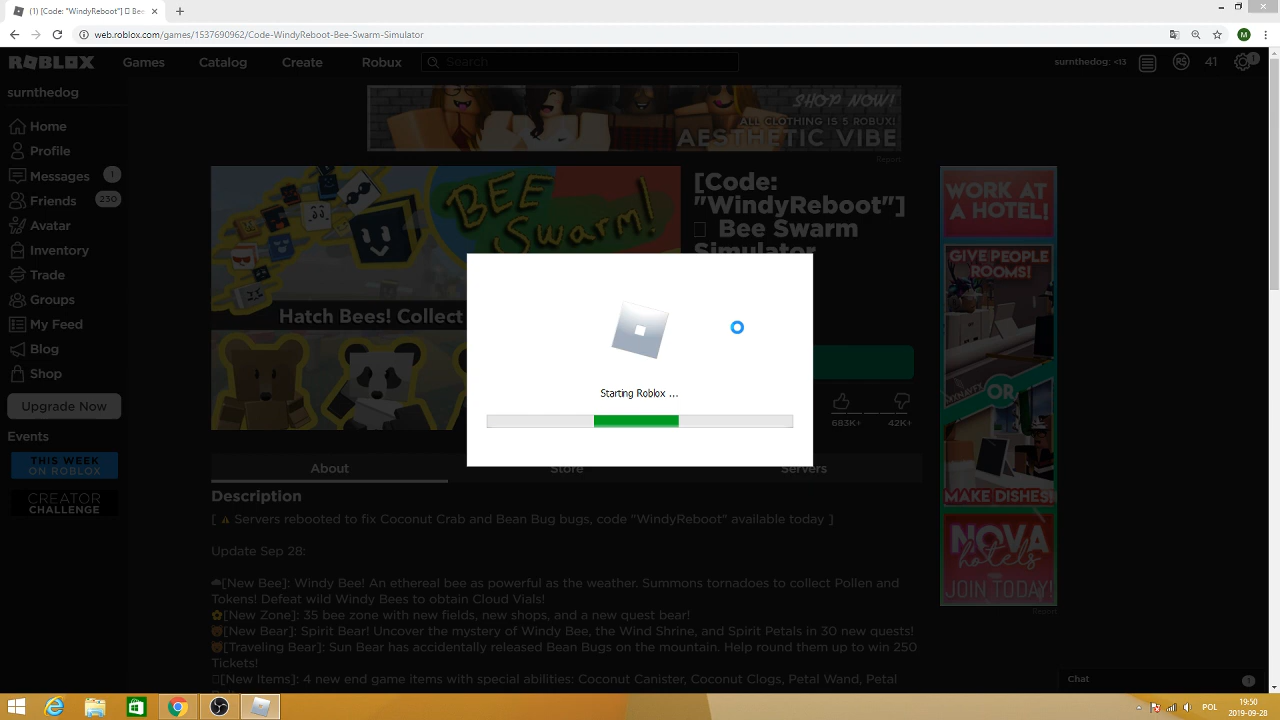 (1) [Code: "WindyReboot"] Bee
web.roblox.com/games/1537690962/Code-WindyReboot-Bee-Swarm-Simulator
M
ROBLOX
Games
Catalog
Create
Robux
Search
surnthedog: <13
41
1
surnthedog
Home
Profile
Messages
1
Friends
230
Avatar
Inventory
Trade
Groups
My Feed
Blog
Shop
Upgrade Now
Events
THIS WEEK
ON ROBLOX
CREATOR
CHALLENGE
SHOP NOW!
ALL CLOTHING IS 5 ROBUX!
AESTHETIC VIBE
Report
BEE
Swarm!
Hatch Bees! Collect
[Code:
"WindyReboot"]
Bee Swarm
Simulator
683K+
42K+
Starting Roblox ...
About
Store
Servers
Description
[ ⚠ Servers rebooted to fix Coconut Crab and Bean Bug bugs, code "WindyReboot" available today ]
Update Sep 28:
[New Bee]: Windy Bee! An ethereal bee as powerful as the weather. Summons tornadoes to collect Pollen and
Tokens! Defeat wild Windy Bees to obtain Cloud Vials!
[New Zone]: 35 bee zone with new fields, new shops, and a new quest bear!
[New Bear]: Spirit Bear! Uncover the mystery of Windy Bee, the Wind Shrine, and Spirit Petals in 30 new quests!
[Traveling Bear]: Sun Bear has accidentally released Bean Bugs on the mountain. Help round them up to win 250
Tickets!
[New Items]: 4 new end game items with special abilities: Coconut Canister, Coconut Clogs, Petal Wand, Petal
WORK AT
A HOTEL!
GIVE PEOPLE
ROOMS!
OR
MAKE DISHES!
NOVA
hotels
JOIN TODAY!
Report
Chat
1
POL
19:50
2019-09-28